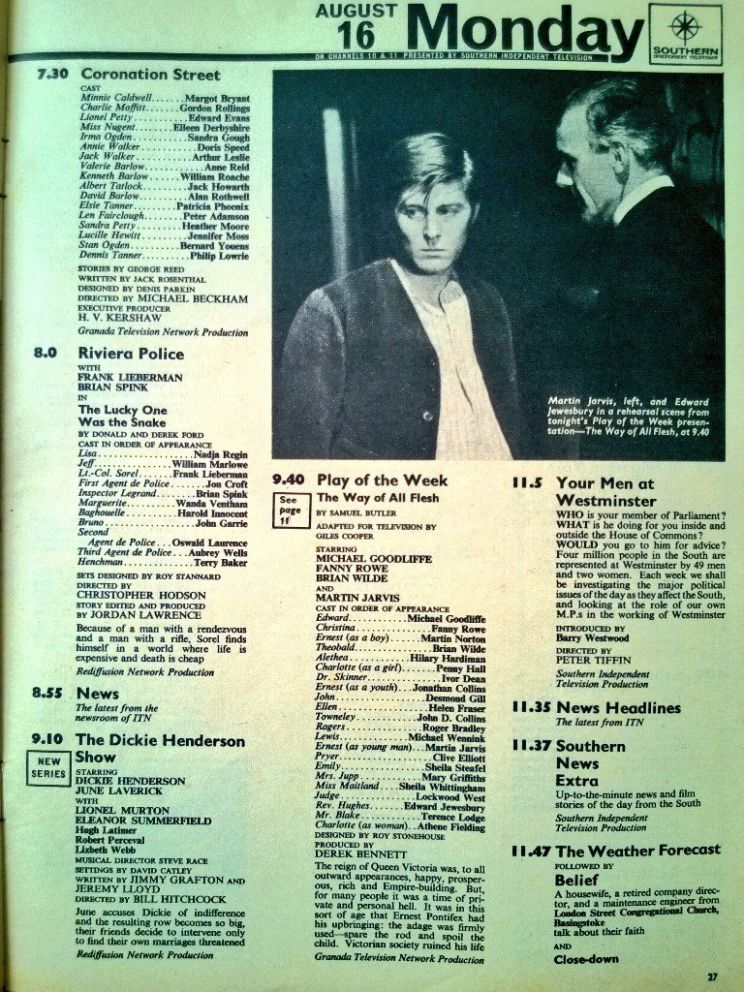 AUGUST
16 Monday
ON CHANNELS 10 & 11 PRESENTED BY SOUTHERN INDEPENDENT TELEVISION
SOUTHERN
INDEPENDENT TELEVISION
7.30 Coronation Street
CAST
Minnie Caldwell.......Margot Bryant
Charlie Moffitt.......Gordon Rollings
Lionel Petty..........Edward Evans
Miss Nugent........Eileen Derbyshire
Irma Ogden..........Sandra Gough
Annie Walker..........Doris Speed
Jack Walker..........Arthur Leslie
Valerie Barlow...........Anne Reid
Kenneth Barlow......William Roache
Albert Tatlock........Jack Howarth
David Barlow.........Alan Rothwell
Elsie Tanner........Patricia Phoenix
Len Fairclough.......Peter Adamson
Sandra Petty........Heather Moore
Lucille Hewitt.......Jennifer Moss
Stan Ogden..........Bernard Youens
Dennis Tanner.........Philip Lowrie
STORIES BY GEORGE REED
WRITTEN BY JACK ROSENTHAL
DESIGNED BY DENIS PARKIN
DIRECTED BY MICHAEL BECKHAM
EXECUTIVE PRODUCER
H. V. KERSHAW
Granada Television Network Production
8.0 Riviera Police
WITH
FRANK LIEBERMAN
BRIAN SPINK
IN
The Lucky One
Was the Snake
BY DONALD AND DEREK FORD
CAST IN ORDER OF APPEARANCE
Lisa....................Nadja Regin
Jeff................William Marlowe
Lt.-Col. Sorel.......Frank Lieberman
First Agent de Police.......Jon Croft
Inspector Legrand.......Brian Spink
Marguerite.........Wanda Ventham
Baghouelle.........Harold Innocent
Bruno.................John Garrie
Second
Agent de Police...Oswald Laurence
Third Agent de Police...Aubrey Wells
Henchman.............Terry Baker
SETS DESIGNED BY ROY STANNARD
DIRECTED BY
CHRISTOPHER HODSON
STORY EDITED AND PRODUCED
BY JORDAN LAWRENCE
Because of a man with a rendezvous
and a man with a rifle, Sorel finds
himself in a world where life is
expensive and death is cheap
Rediffusion Network Production
8.55 News
The latest from the
newsroom of ITN
9.10 The Dickie Henderson
Show
NEW
SERIES
STARRING
DICKIE HENDERSON
JUNE LAVERICK
WITH
LIONEL MURTON
ELEANOR SUMMERFIELD
Hugh Latimer
Robert Perceval
Lizbeth Webb
MUSICAL DIRECTOR STEVE RACE
SETTINGS BY DAVID CATLEY
WRITTEN BY JIMMY GRAFTON AND
JEREMY LLOYD
DIRECTED BY BILL HITCHCOCK
June accuses Dickie of indifference
and the resulting row becomes so big,
their friends decide to intervene only
to find their own marriages threatened
Rediffusion Network Production
Martin Jarvis, left, and Edward
Jewesbury in a rehearsal scene from
tonight's Play of the Week presen-
tation—The Way of All Flesh, at 9.40
9.40 Play of the Week
See
page
11
The Way of All Flesh
BY SAMUEL BUTLER
ADAPTED FOR TELEVISION BY
GILES COOPER
STARRING
MICHAEL GOODLIFFE
FANNY ROWE
BRIAN WILDE
AND
MARTIN JARVIS
CAST IN ORDER OF APPEARANCE
Edward............Michael Goodliffe
Christina...............Fanny Rowe
Ernest (as a boy)......Martin Norton
Theobald...............Brian Wilde
Alethea............Hilary Hardiman
Charlotte (as a girl)......Penny Hall
Dr. Skinner..............Ivor Dean
Ernest (as a youth)...Jonathan Collins
John.................Desmond Gill
Ellen.................Helen Fraser
Towneley............John D. Collins
Rogers...............Roger Bradley
Lewis..............Michael Wennink
Ernest (as young man)..Martin Jarvis
Pryer..................Clive Elliott
Emily................Sheila Steafel
Mrs. Jupp............Mary Griffiths
Miss Maitland....Sheila Whittingham
Judge...............Lockwood West
Rev. Hughes.......Edward Jewesbury
Mr. Blake...........Terence Lodge
Charlotte (as woman)..Athene Fielding
DESIGNED BY ROY STONEHOUSE
PRODUCED BY
DEREK BENNETT
The reign of Queen Victoria was, to all
outward appearances, happy, prosper-
ous, rich and Empire-building. But,
for many people it was a time of pri-
vate and personal hell. It was in this
sort of age that Ernest Pontifex had
his upbringing: the adage was firmly
used—spare the rod and spoil the
child. Victorian society ruined his life
Granada Television Network Production
11.5 Your Men at
Westminster
WHO is your member of Parliament?
WHAT is he doing for you inside and
outside the House of Commons?
WOULD you go to him for advice?
Four million people in the South are
represented at Westminster by 49 men
and two women. Each week we shall
be investigating the major political
issues of the day as they affect the South,
and looking at the role of our own
M.P.s in the working of Westminster
INTRODUCED BY
Barry Westwood
DIRECTED BY
PETER TIFFIN
Southern Independent
Television Production
11.35 News Headlines
The latest from ITN
11.37 Southern
News
Extra
Up-to-the-minute news and film
stories of the day from the South
Southern Independent
Television Production
11.47 The Weather Forecast
FOLLOWED BY
Belief
A housewife, a retired company direc-
tor, and a maintenance engineer from
London Street Congregational Church,
Basingstoke
talk about their faith
AND
Close-down
27